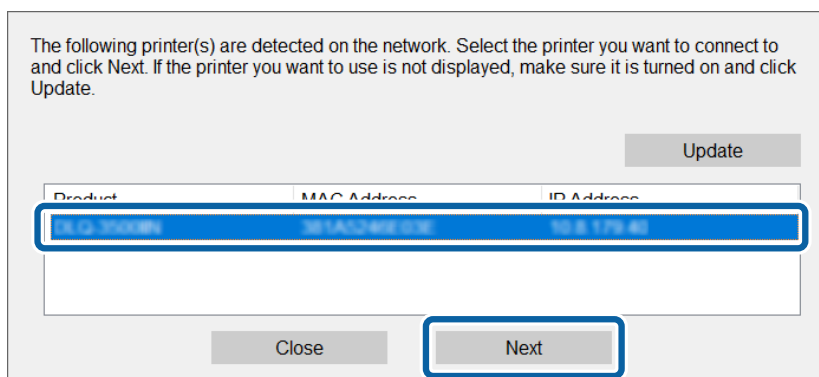 The following printer(s) are detected on the network. Select the printer you want to connect to
and click Next. If the printer you want to use is not displayed, make sure it is turned on and click
Update.
Update
Product MAC Address IP Address
Close Next